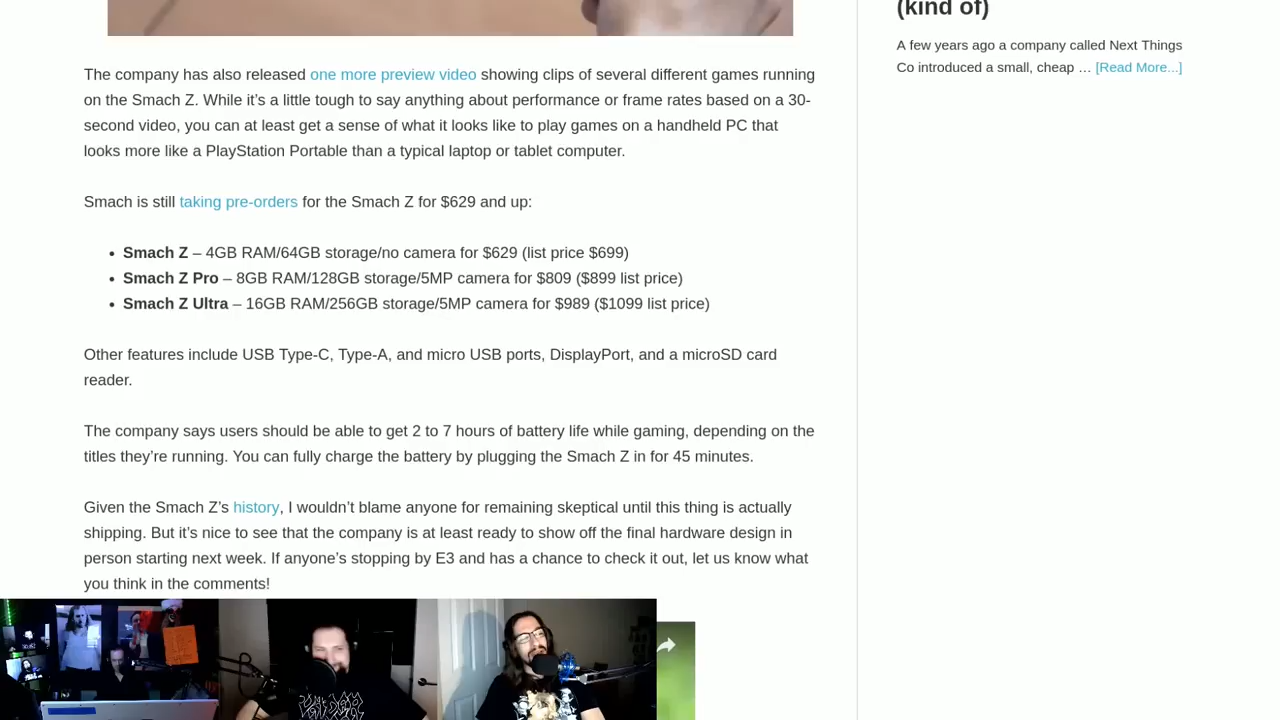 (kind of)
A few years ago a company called Next Things
Co introduced a small, cheap … [Read More...]
The company has also released one more preview video showing clips of several different games running
on the Smach Z. While it’s a little tough to say anything about performance or frame rates based on a 30-
second video, you can at least get a sense of what it looks like to play games on a handheld PC that
looks more like a PlayStation Portable than a typical laptop or tablet computer.
Smach is still taking pre-orders for the Smach Z for $629 and up:
• Smach Z – 4GB RAM/64GB storage/no camera for $629 (list price $699)
• Smach Z Pro – 8GB RAM/128GB storage/5MP camera for $809 ($899 list price)
• Smach Z Ultra – 16GB RAM/256GB storage/5MP camera for $989 ($1099 list price)
Other features include USB Type-C, Type-A, and micro USB ports, DisplayPort, and a microSD card
reader.
The company says users should be able to get 2 to 7 hours of battery life while gaming, depending on the
titles they’re running. You can fully charge the battery by plugging the Smach Z in for 45 minutes.
Given the Smach Z’s history, I wouldn’t blame anyone for remaining skeptical until this thing is actually
shipping. But it’s nice to see that the company is at least ready to show off the final hardware design in
person starting next week. If anyone’s stopping by E3 and has a chance to check it out, let us know what
you think in the comments!